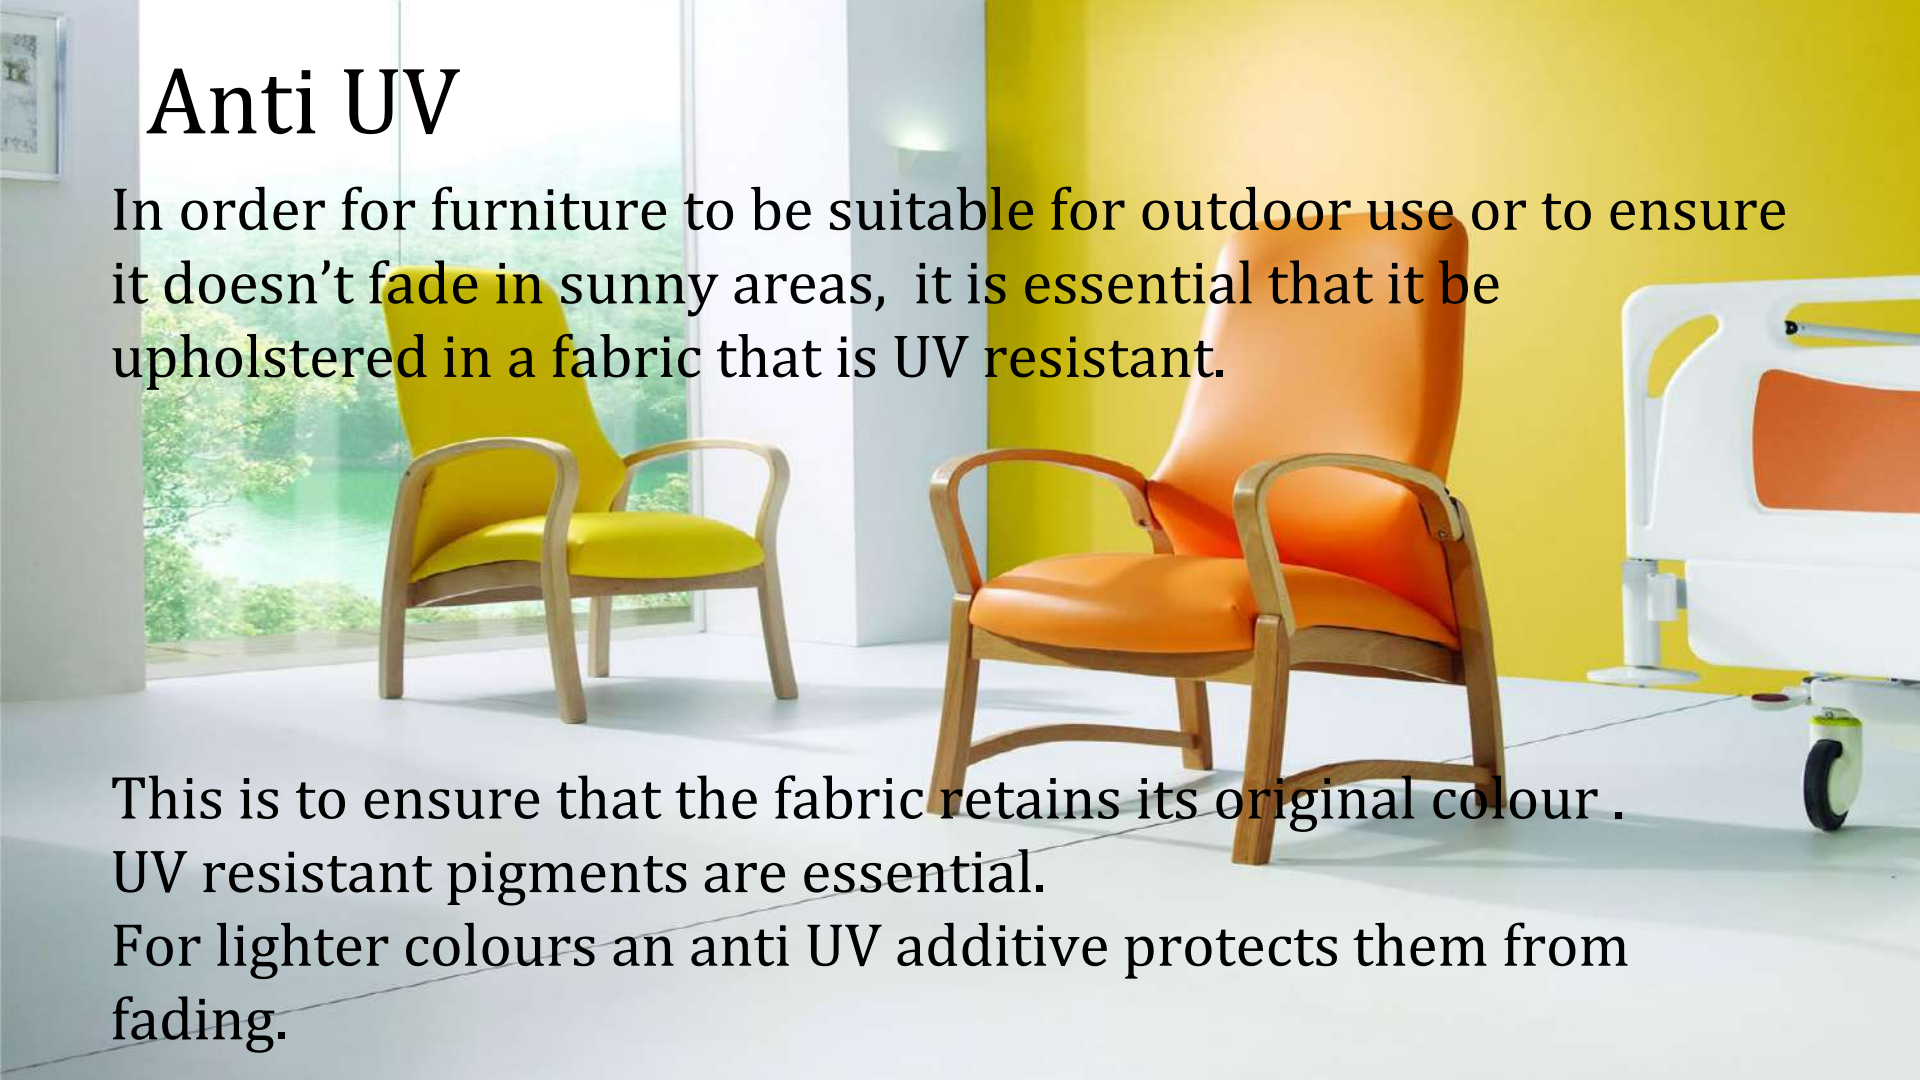 Anti UV
In order for furniture to be suitable for outdoor use or to ensure
it doesn’t fade in sunny areas,  it is essential that it be
upholstered in a fabric that is UV resistant.
This is to ensure that the fabric retains its original colour .
UV resistant pigments are essential.
For lighter colours an anti UV additive protects them from
fading.